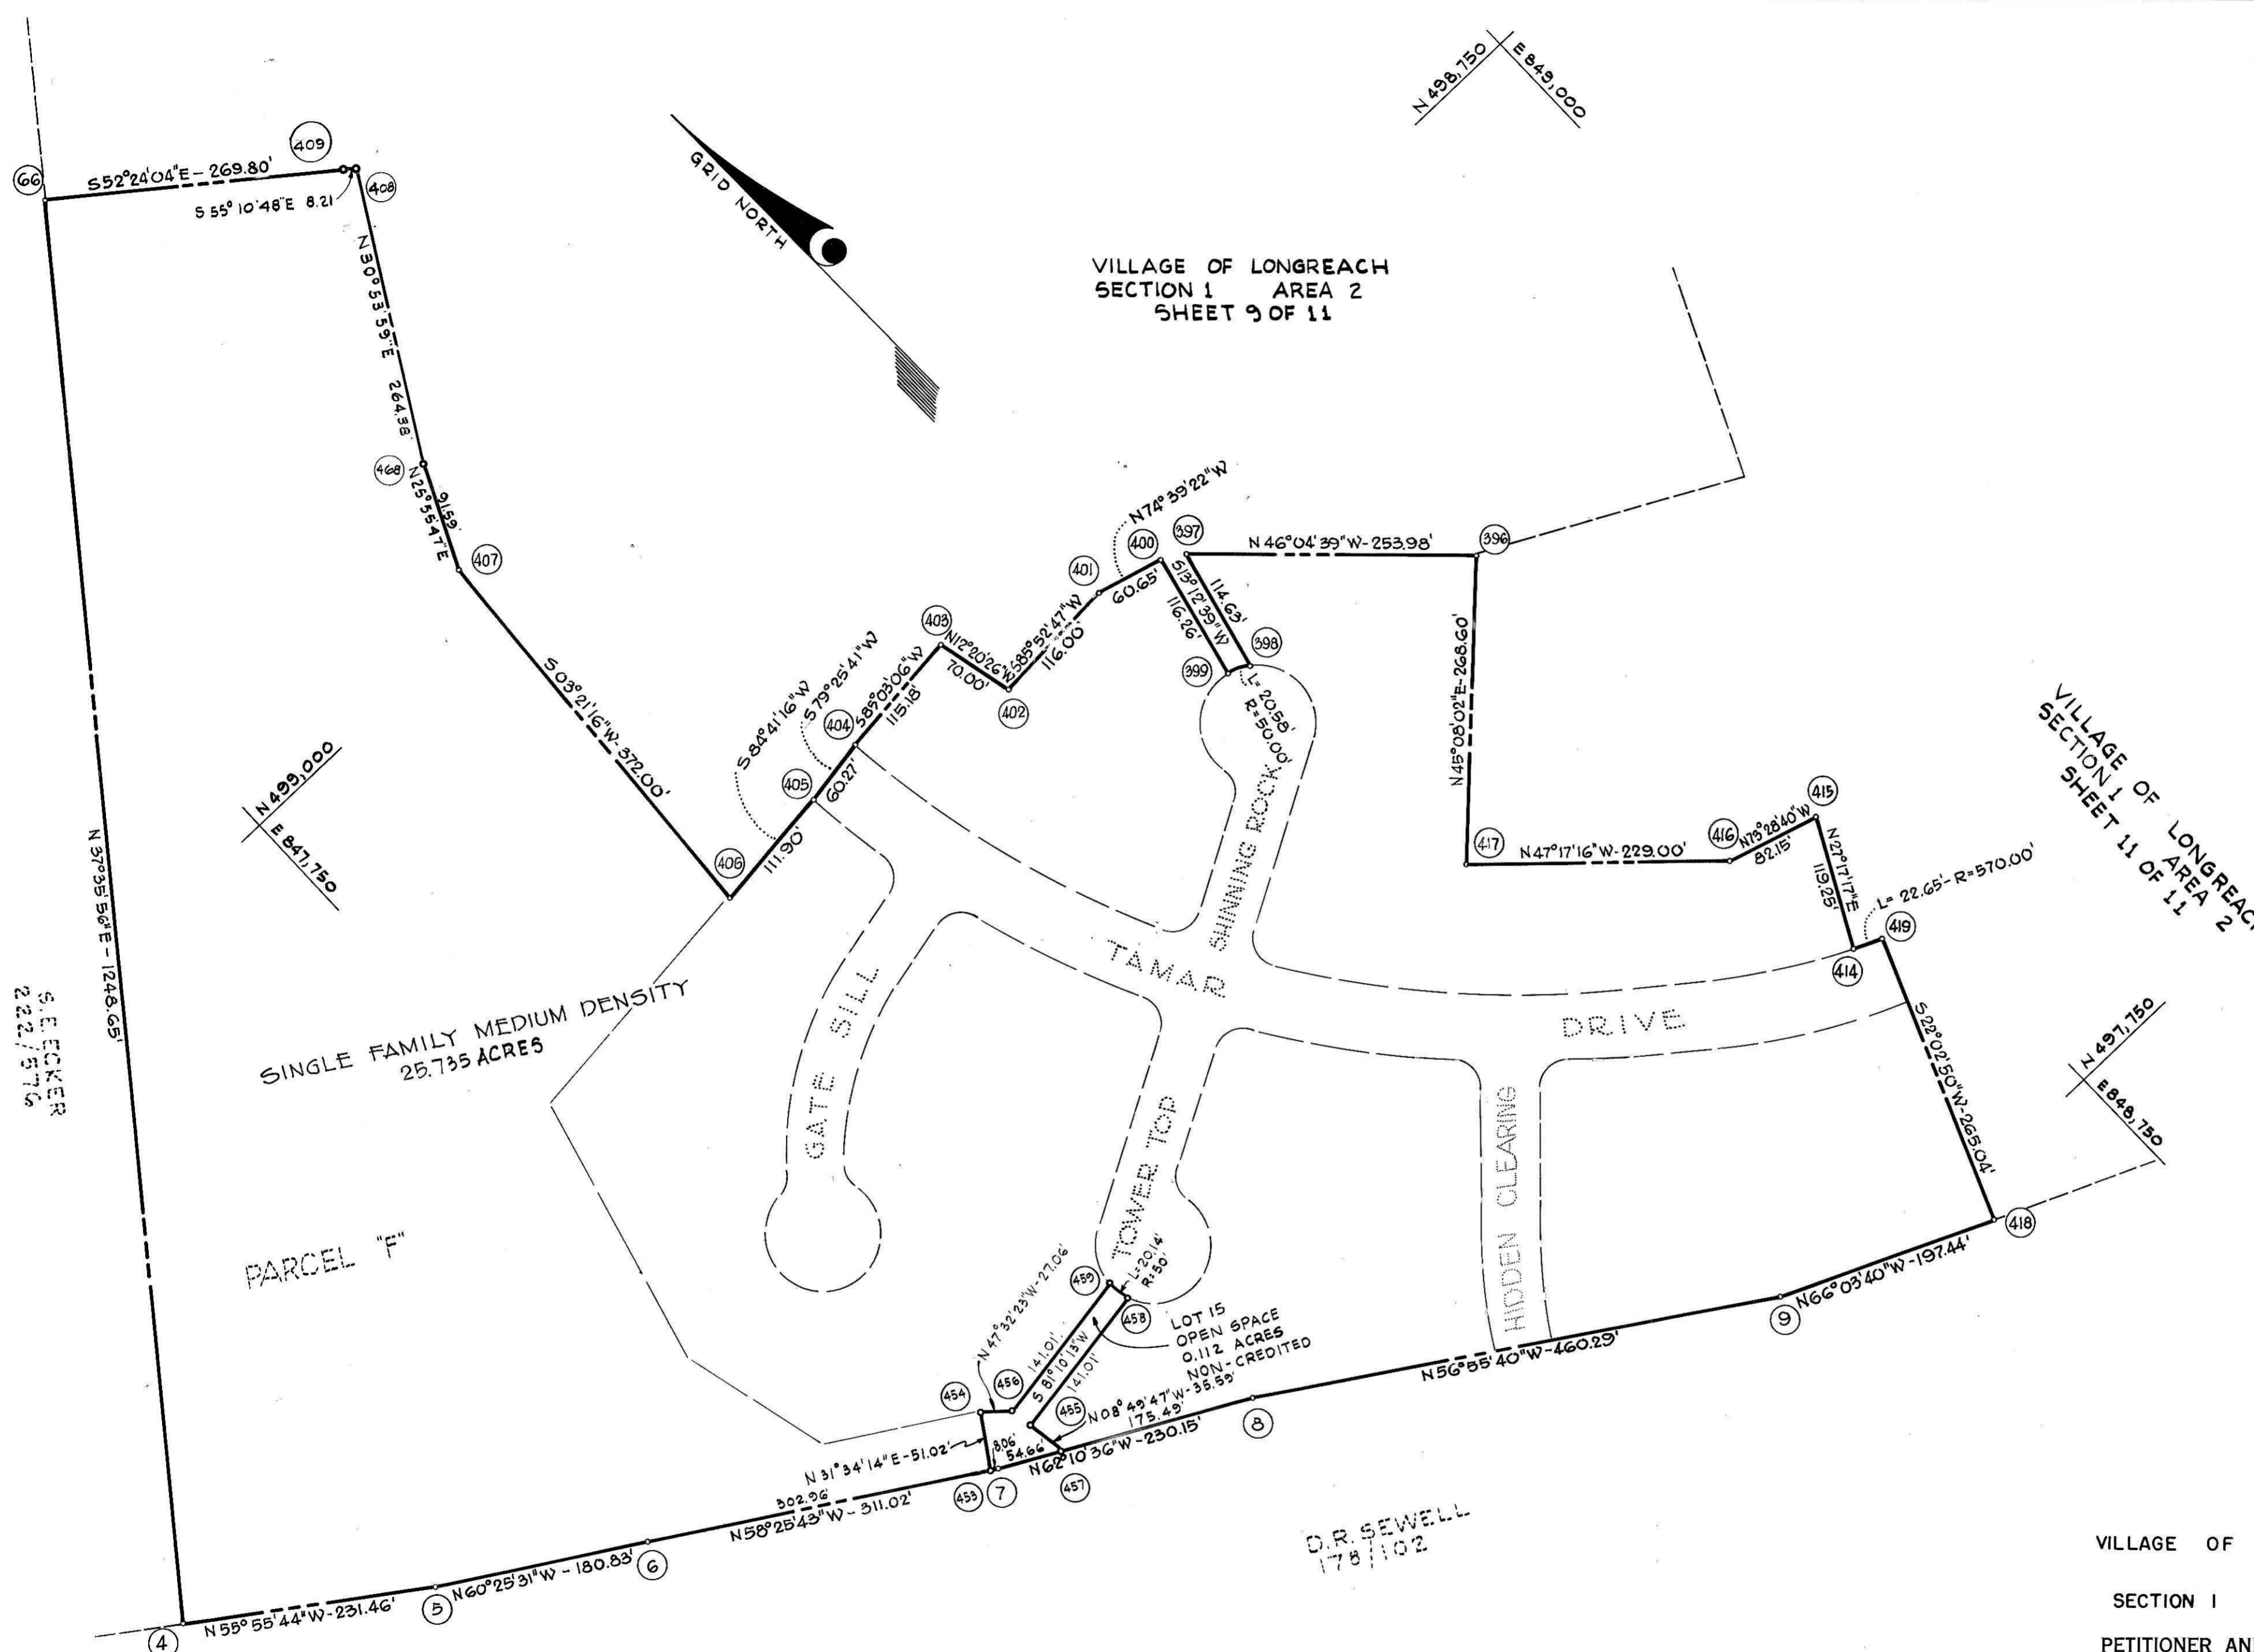 N 498,750
E 849,000
409
66
S52°24'04"E - 269.80'
408
S 55° 10' 48"E 8.21
GRID NORTH
N30°53'59"E 264.38'
VILLAGE OF LONGREACH
SECTION 1 AREA 2
SHEET 9 OF 11
468
N25°55'47"E
91.59'
407
N74°39'22"W
397
400
N 46°04'39"W-253.98'
396
401
60.65'
S13°12'39"W
114.63'
116.26'
403
N12°20'26"W
70.00'
S85°52'47"W
116.00'
398
399
402
L= 20.58'
R=50.00'
S03°21'16"W-372.00'
S84°41'16"W
S79°25'41"W
404
S85°03'06"W
115.18'
405
60.27'
N45°08'02"E-268.60'
VILLAGE OF LONGREACH
SECTION 1 AREA 2
SHEET 11 OF 11
N 499,000
E 847,750
406
111.90'
SHINNING ROCK
417
N47°17'16"W-229.00'
416
N73°28'40"W
82.15'
415
N27°17'17"E
119.25'
L= 22.65'- R=570.00'
419
414
N 37°35'56"E - 1248.65'
S.E. ECKER
222/576
SINGLE FAMILY MEDIUM DENSITY
25.735 ACRES
GATE SILL
TAMAR
DRIVE
S22°02'50"W-265.04'
N 497,750
E 848,750
TOWER TOP
HIDDEN CLEARING
418
PARCEL "F"
N47°32'23"W-27.06'
459
L=20.14'
R=50'
458
LOT 15
OPEN SPACE
0.112 ACRES
NON-CREDITED
141.01'
S 81°10'13"W
141.01'
9
N66°03'40"W-197.44'
454
456
455
N08°49'47"W-35.59'
175.49'
8
N56°55'40"W-460.29'
N 31°34'14"E-51.02'
8.06'
54.66'
N62°10'36"W-230.15'
453
7
457
302.96'
N58°25'43"W - 311.02'
6
D.R. SEWELL
178/102
N60°25'31"W - 180.83'
5
N55°55'44"W-231.46'
4
VILLAGE OF
SECTION 1
PETITIONER AN